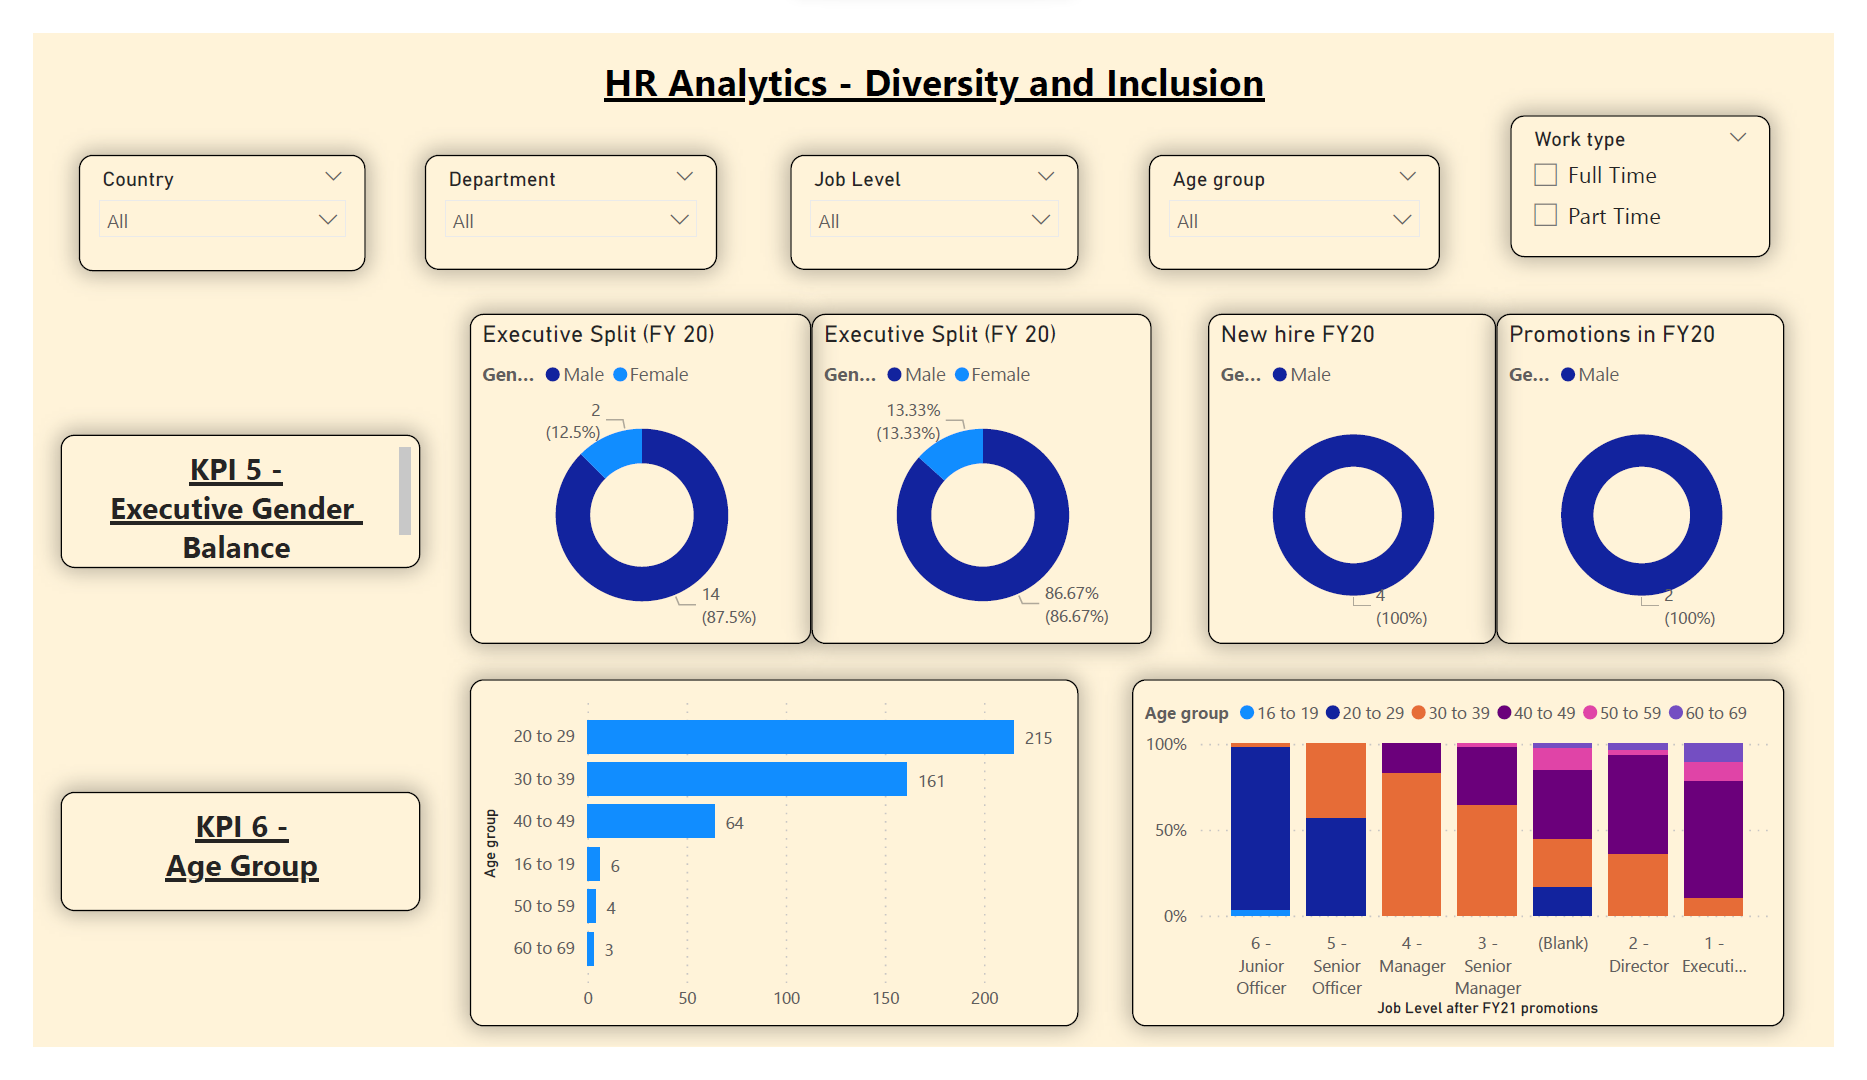 HR Analytics - Diversity and Inclusion
Country
All
Department
All
Job Level
All
Age group
All
Work type
Full Time
Part Time
KPI 5 -
Executive Gender
Balance
Executive Split (FY 20)
Gen... Male Female
2
(12.5%)
14
(87.5%)
Executive Split (FY 20)
Gen... Male Female
13.33%
(13.33%)
86.67%
(86.67%)
New hire FY20
Ge... Male
4
(100%)
Promotions in FY20
Ge... Male
2
(100%)
KPI 6 -
Age Group
Age group
20 to 29 215
30 to 39 161
40 to 49 64
16 to 19 6
50 to 59 4
60 to 69 3
0 50 100 150 200
Age group 16 to 19 20 to 29 30 to 39 40 to 49 50 to 59 60 to 69
100%
50%
0%
6 -
Junior
Officer
5 -
Senior
Officer
4 -
Manager
3 -
Senior
Manager
(Blank)
2 -
Director
1 -
Executi...
Job Level after FY21 promotions